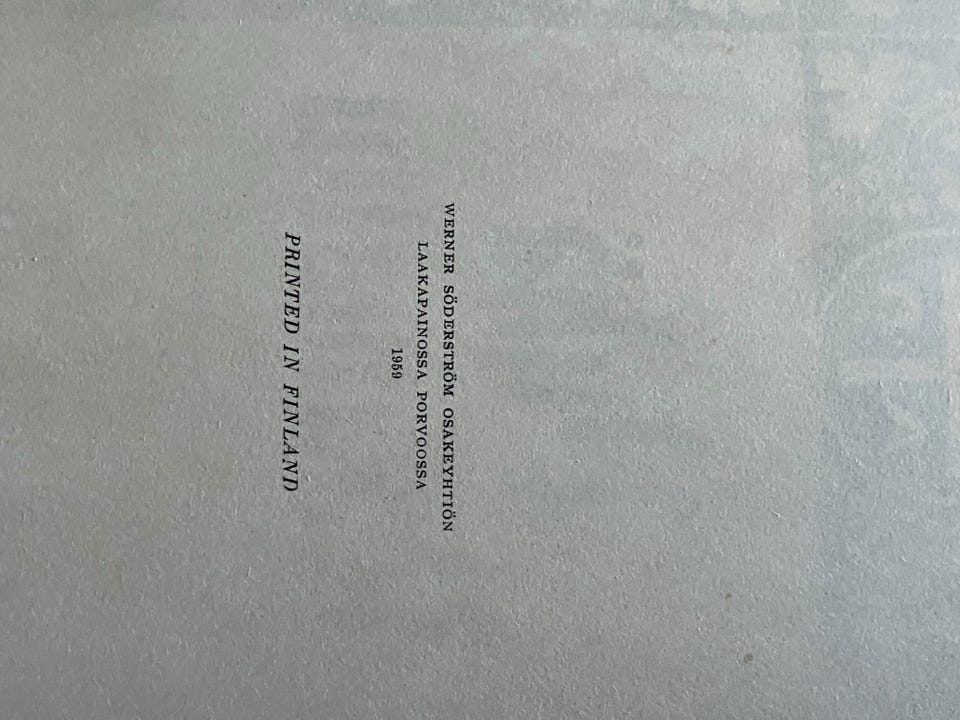 WERNER SÖDERSTRÖM OSAKEYHTIÖN
LAAKAPAINOSSA PORVOOSSA
1959
PRINTED IN FINLAND